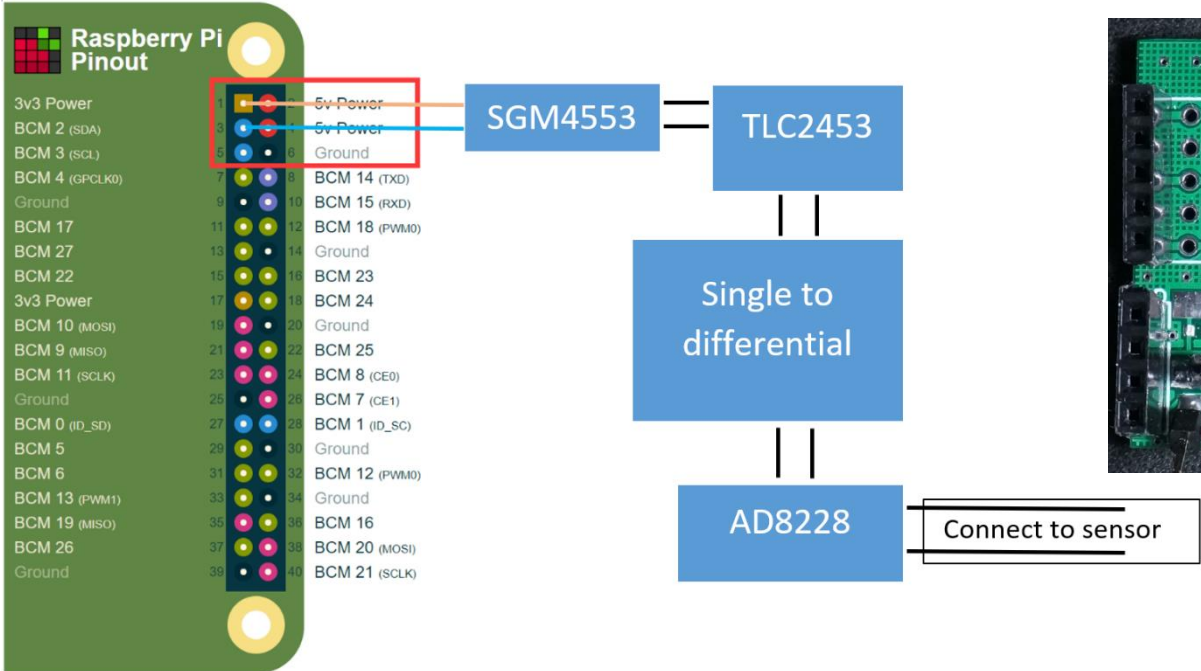 Raspberry Pi
Pinout
3v3 Power 1 2 5v Power
BCM 2 (SDA) 3 4 5v Power
BCM 3 (SCL) 5 6 Ground
BCM 4 (GPCLK0) 7 8 BCM 14 (TXD)
Ground 9 10 BCM 15 (RXD)
BCM 17 11 12 BCM 18 (PWM0)
BCM 27 13 14 Ground
BCM 22 15 16 BCM 23
3v3 Power 17 18 BCM 24
BCM 10 (MOSI) 19 20 Ground
BCM 9 (MISO) 21 22 BCM 25
BCM 11 (SCLK) 23 24 BCM 8 (CE0)
Ground 25 26 BCM 7 (CE1)
BCM 0 (ID_SD) 27 28 BCM 1 (ID_SC)
BCM 5 29 30 Ground
BCM 6 31 32 BCM 12 (PWM0)
BCM 13 (PWM1) 33 34 Ground
BCM 19 (MISO) 35 36 BCM 16
BCM 26 37 38 BCM 20 (MOSI)
Ground 39 40 BCM 21 (SCLK)
SGM4553
TLC2453
Single to
differential
AD8228
Connect to sensor